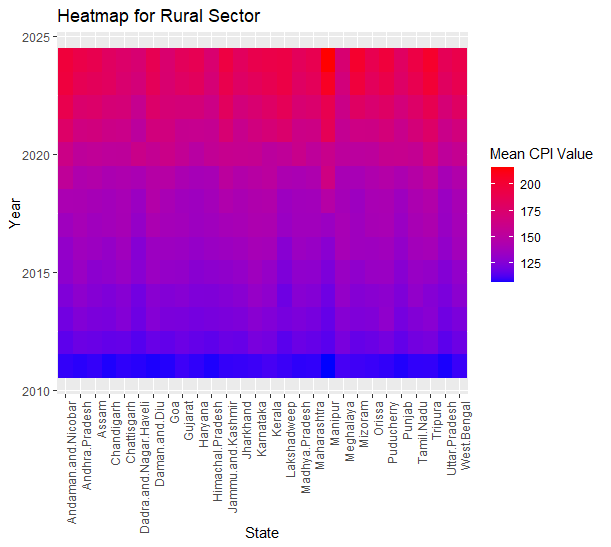 Heatmap for Rural Sector
2025
2020
2015
2010
Year
Andaman.and.Nicobar
Andhra.Pradesh
Assam
Chandigarh
Chattisgarh
Dadra.and.Nagar.Haveli
Daman.and.Diu
Goa
Gujarat
Haryana
Himachal.Pradesh
Jammu.and.Kashmir
Jharkhand
Karnataka
Kerala
Lakshadweep
Madhya.Pradesh
Maharashtra
Manipur
Meghalaya
Mizoram
Orissa
Puducherry
Punjab
Tamil.Nadu
Tripura
Uttar.Pradesh
West.Bengal
State
Mean CPI Value
200
175
150
125